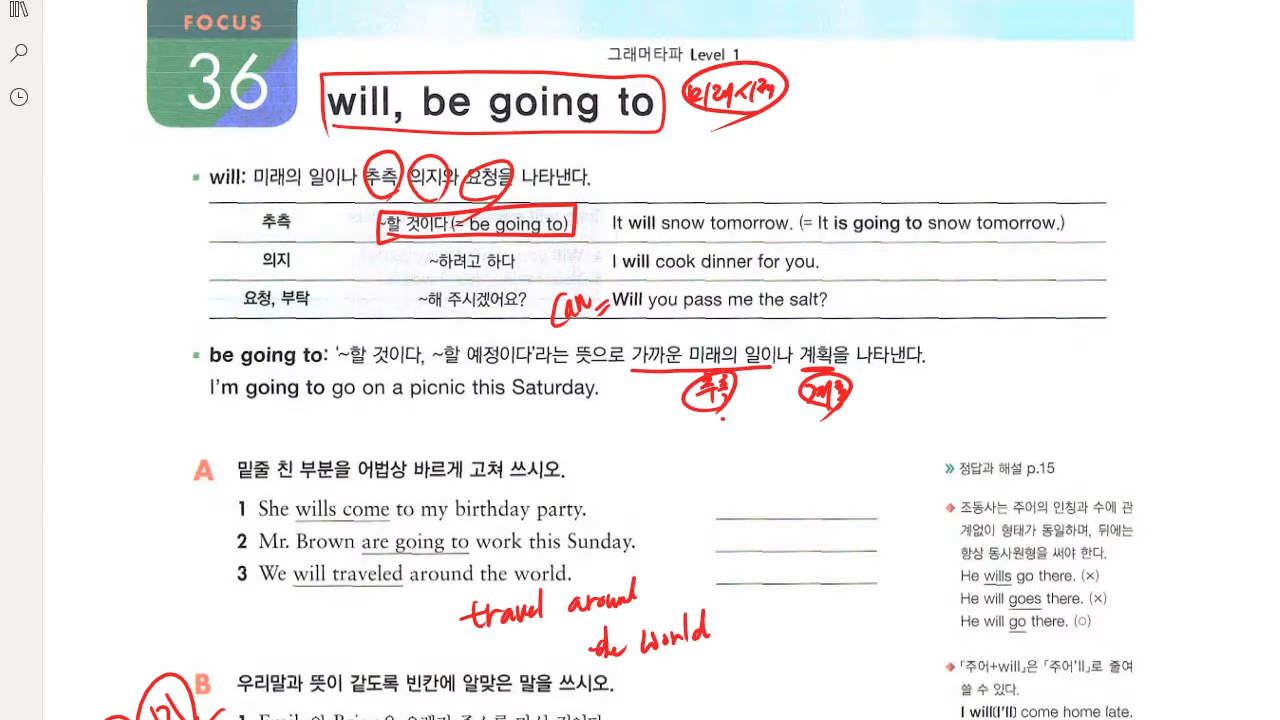 FOCUS
36
그래머타파 Level 1
will, be going to
미래시제
will: 미래의 일이나 추측, 의지와 요청을 나타낸다.
추측 ~할 것이다(= be going to) It will snow tomorrow. (= It is going to snow tomorrow.)
의지 ~하려고 하다 I will cook dinner for you.
요청, 부탁 ~해 주시겠어요? Can = Will you pass me the salt?
be going to: '~할 것이다, ~할 예정이다'라는 뜻으로 가까운 미래의 일이나 계획을 나타낸다.
추측
계획
I'm going to go on a picnic this Saturday.
A 밑줄 친 부분을 어법상 바르게 고쳐 쓰시오.
1 She wills come to my birthday party.
2 Mr. Brown are going to work this Sunday.
3 We will traveled around the world.
travel around
the world
B 우리말과 뜻이 같도록 빈칸에 알맞은 말을 쓰시오.
» 정답과 해설 p.15
조동사는 주어의 인칭과 수에 관
계없이 형태가 동일하며, 뒤에는
항상 동사원형을 써야 한다.
He wills go there. (×)
He will goes there. (×)
He will go there. (○)
「주어+will」은 「주어'll」로 줄여
쓸 수 있다.
I will(I'll) come home late.